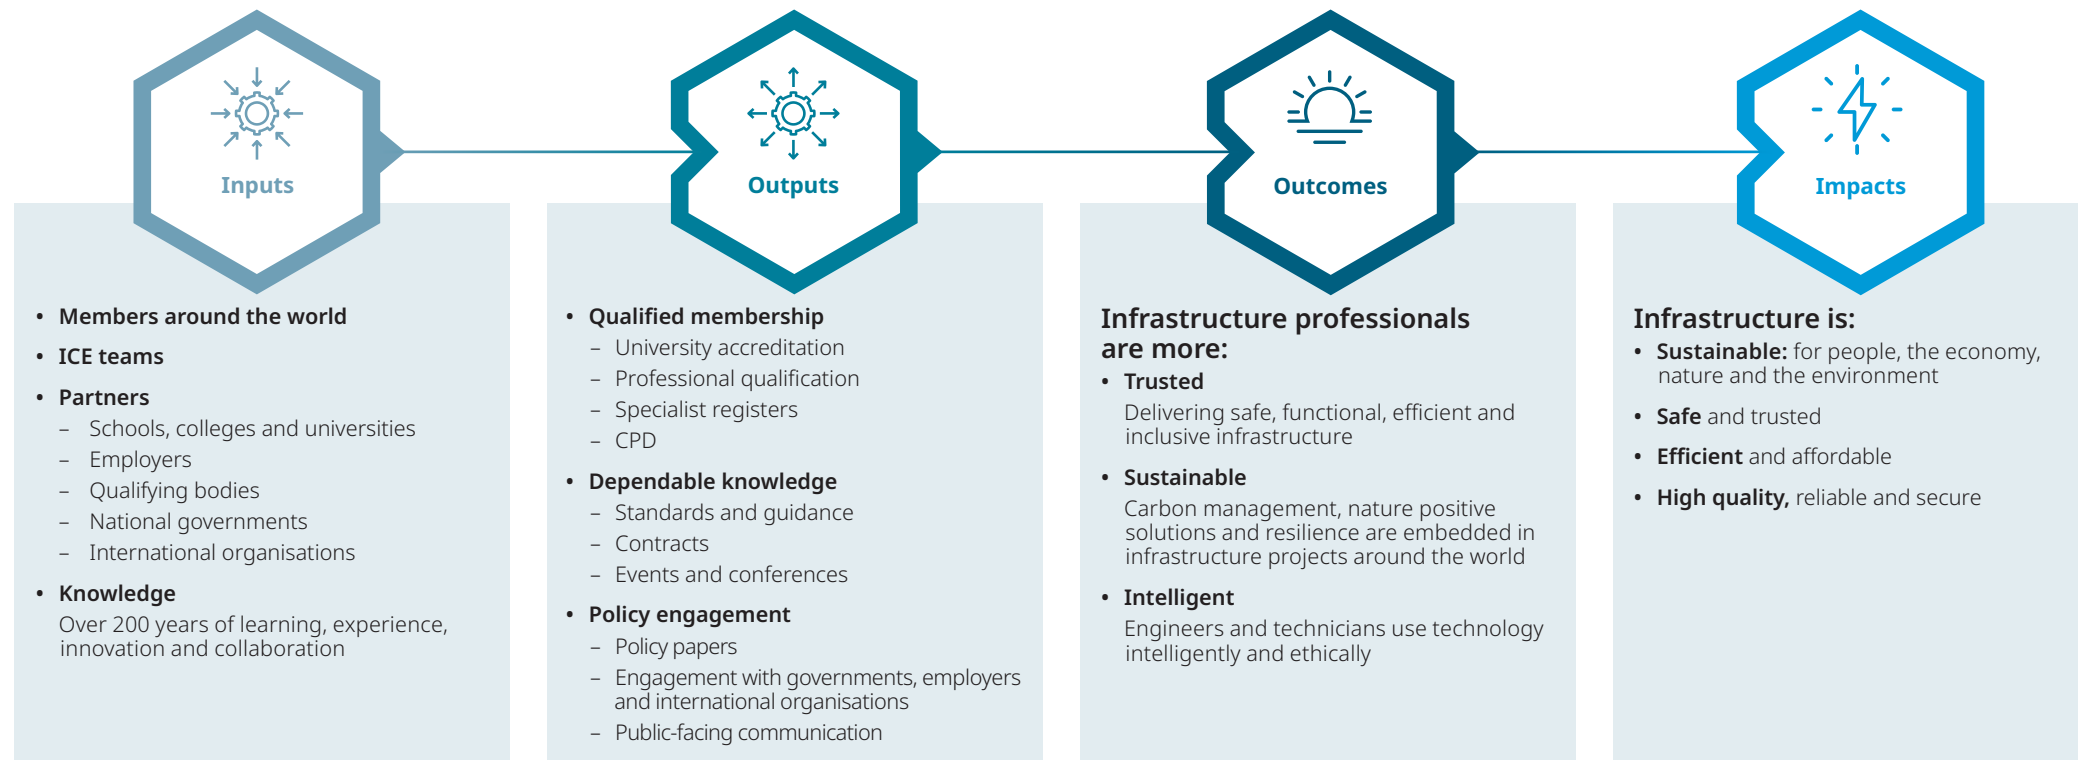 Inputs
• Members around the world
• ICE teams
• Partners
– Schools, colleges and universities
– Employers
– Qualifying bodies
– National governments
– International organisations
• Knowledge
Over 200 years of learning, experience,
innovation and collaboration
Outputs
• Qualified membership
– University accreditation
– Professional qualification
– Specialist registers
– CPD
• Dependable knowledge
– Standards and guidance
– Contracts
– Events and conferences
• Policy engagement
– Policy papers
– Engagement with governments, employers
and international organisations
– Public-facing communication
Outcomes
Infrastructure professionals
are more:
• Trusted
Delivering safe, functional, efficient and
inclusive infrastructure
• Sustainable
Carbon management, nature positive
solutions and resilience are embedded in
infrastructure projects around the world
• Intelligent
Engineers and technicians use technology
intelligently and ethically
Impacts
Infrastructure is:
• Sustainable: for people, the economy,
nature and the environment
• Safe and trusted
• Efficient and affordable
• High quality, reliable and secure